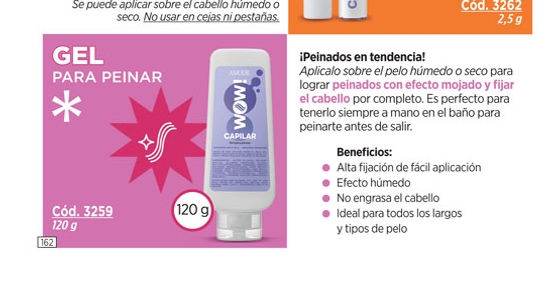 Se puede aplicar sobre el cabello húmedo o
seco. No usar en cejas ni pestañas.
Cód. 3262
2,5 g
GEL
PARA PEINAR
*
WOW!
CAPILAR
120 g
Cód. 3259
120 g
162
¡Peinados en tendencia!
Aplícalo sobre el pelo húmedo o seco para
lograr peinados con efecto mojado y fijar
el cabello por completo. Es perfecto para
tenerlo siempre a mano en el baño para
peinarte antes de salir.
Beneficios:
Alta fijación de fácil aplicación
Efecto húmedo
No engrasa el cabello
Ideal para todos los largos
y tipos de pelo